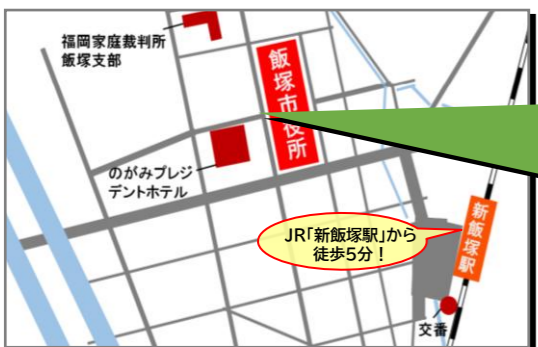 福岡家庭裁判所
飯塚支部
飯塚市役所
のがみプレジ
デントホテル
JR「新飯塚駅」から
徒歩5分！
新飯塚駅
交番